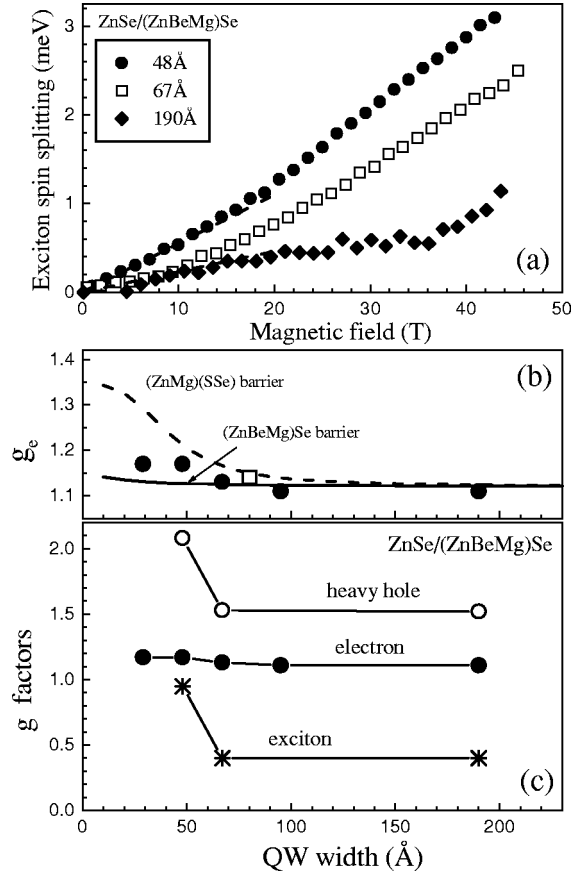 ZnSe/(ZnBeMg)Se
48Å
67Å
190Å
3
2
1
0
Exciton spin splitting (meV)
(a)
0 10 20 30 40 50
Magnetic field (T)
1.4
1.3
1.2
1.1
g_e
(b)
(ZnMg)(SSe) barrier
(ZnBeMg)Se barrier
ZnSe/(ZnBeMg)Se
2.0
1.5
1.0
0.5
0.0
g factors
heavy hole
electron
exciton
(c)
0 50 100 150 200
QW width (Å)